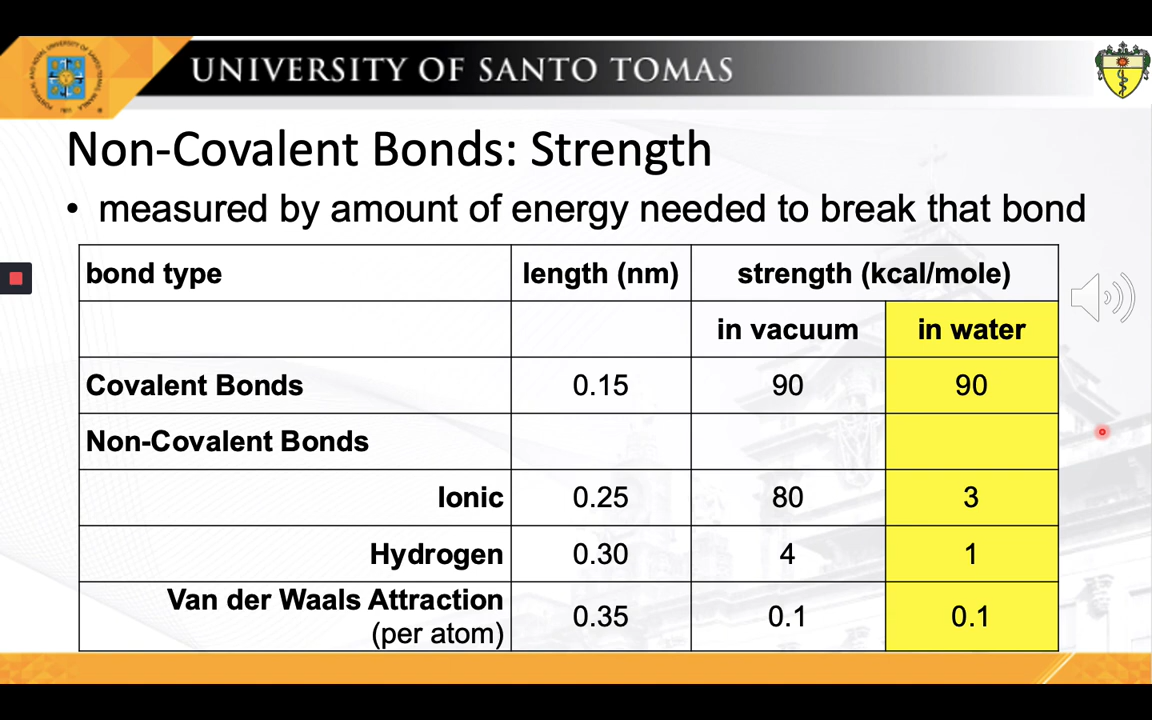 UNIVERSITY OF SANTO TOMAS
Non-Covalent Bonds: Strength
• measured by amount of energy needed to break that bond
bond type length (nm) strength (kcal/mole)
in vacuum in water
Covalent Bonds 0.15 90 90
Non-Covalent Bonds
Ionic 0.25 80 3
Hydrogen 0.30 4 1
Van der Waals Attraction
(per atom) 0.35 0.1 0.1